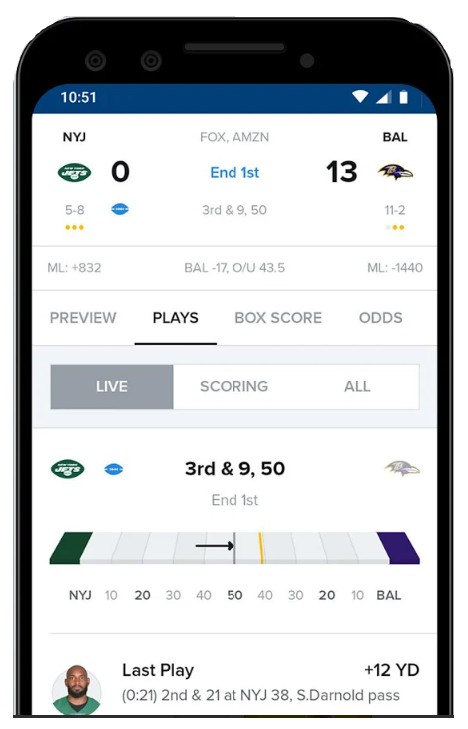 10:51
NYJ FOX, AMZN BAL
JETS 0 End 1st 13
5-8 3rd & 9, 50 11-2
ML: +832 BAL -17, O/U 43.5 ML: -1440
PREVIEW PLAYS BOX SCORE ODDS
LIVE SCORING ALL
JETS 3rd & 9, 50
End 1st
NYJ 10 20 30 40 50 40 30 20 10 BAL
Last Play +12 YD
(0:21) 2nd & 21 at NYJ 38, S.Darnold pass